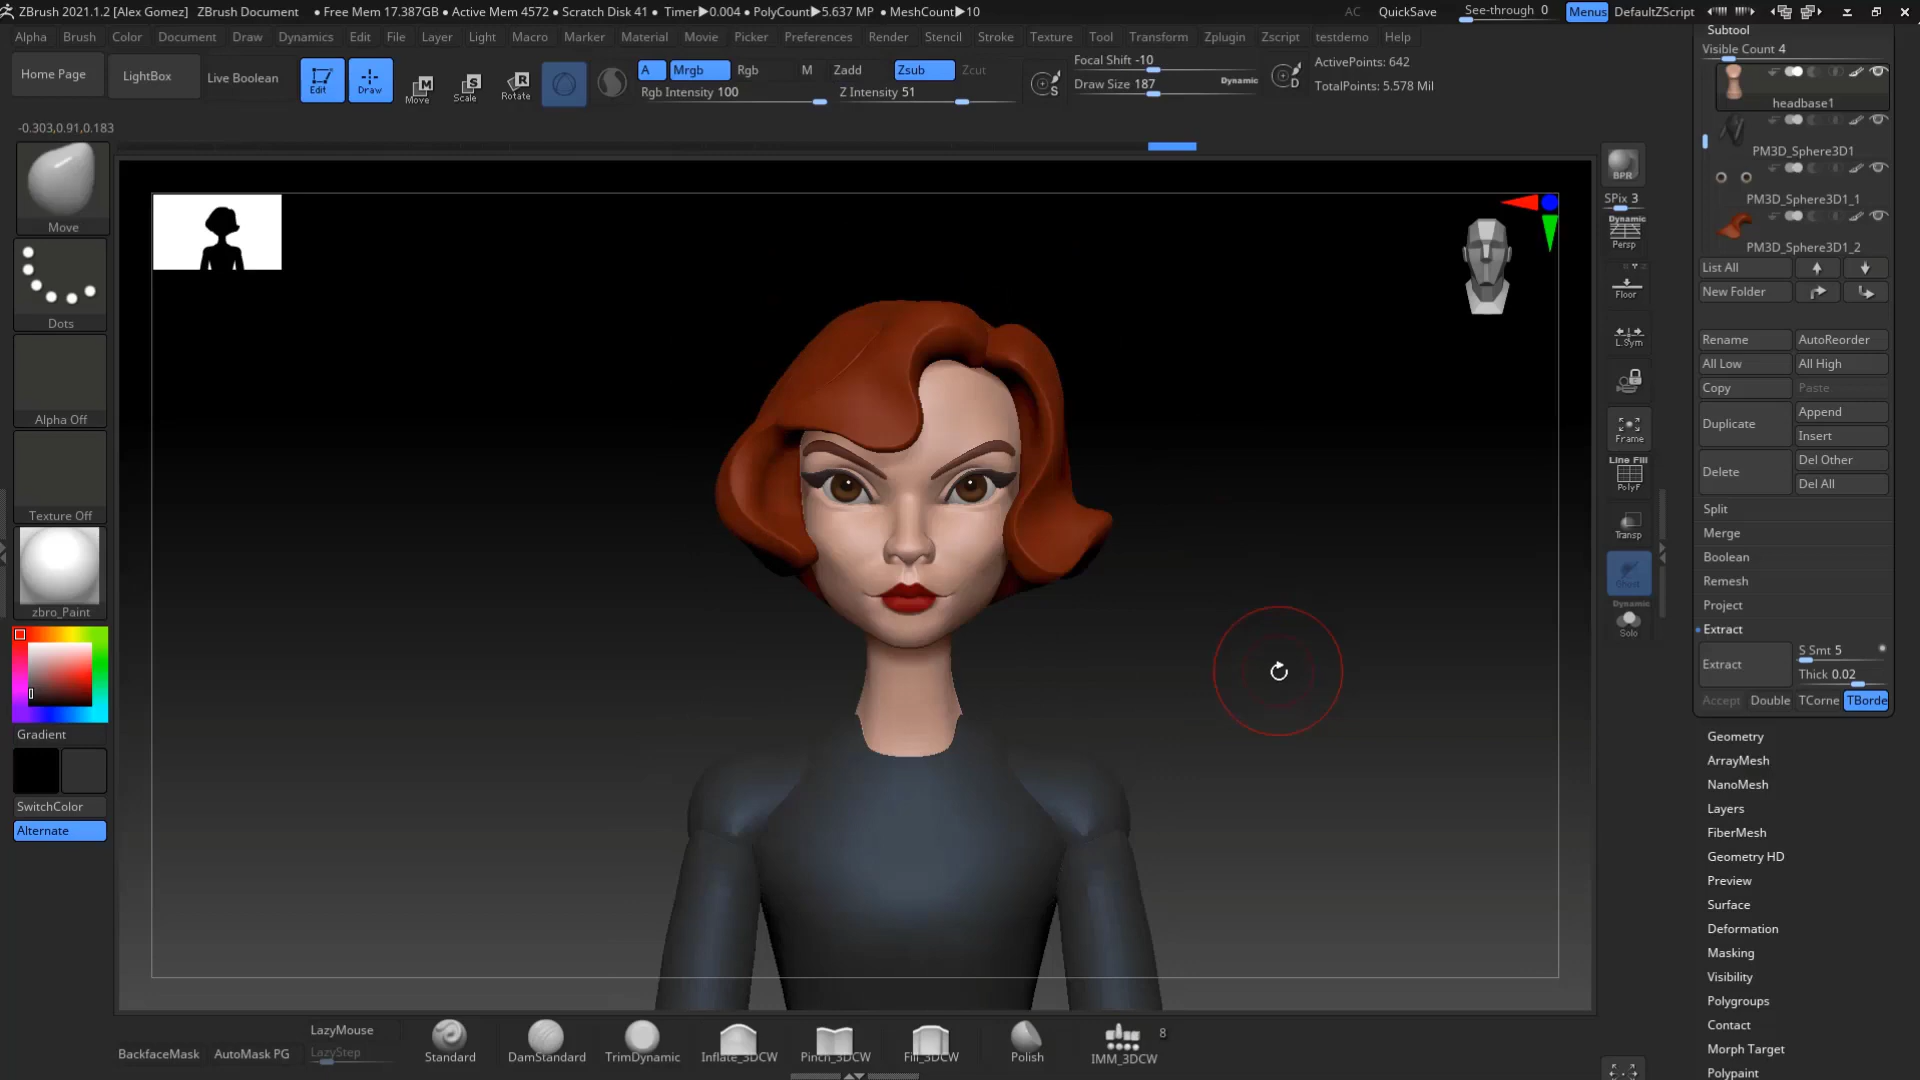 ZBrush 2021.1.2 [Alex Gomez] ZBrush Document • Free Mem 17.387GB • Active Mem 4572 • Scratch Disk 41 • Timer▶0.004 • PolyCount▶5.637 MP • MeshCount▶10 AC QuickSave See-through 0 Menus DefaultZScript
Alpha Brush Color Document Draw Dynamics Edit File Layer Light Macro Marker Material Movie Picker Preferences Render Stencil Stroke Texture Tool Transform Zplugin Zscript testdemo Help
Home Page LightBox Live Boolean Edit Draw Move Scale Rotate
A Mrgb Rgb M Zadd Zsub Zcut
Rgb Intensity 100 Z Intensity 51
Focal Shift -10
Draw Size 187 Dynamic
ActivePoints: 642
TotalPoints: 5.578 Mil
-0.303,0.91,0.183
Move
Dots
Alpha Off
Texture Off
zbro_Paint
Gradient
SwitchColor
Alternate
BPR
SPix 3
Dynamic
Persp
Floor
L.Sym
Frame
Line Fill
PolyF
Transp
Ghost
Dynamic
Solo
Subtool
Visible Count 4
headbase1
PM3D_Sphere3D1
PM3D_Sphere3D1_1
PM3D_Sphere3D1_2
List All
New Folder
Rename AutoReorder
All Low All High
Copy Paste
Duplicate Append
Insert
Delete Del Other
Del All
Split
Merge
Boolean
Remesh
Project
Extract
Extract S Smt 5
Thick 0.02
Accept Double TCorne TBorde
Geometry
ArrayMesh
NanoMesh
Layers
FiberMesh
Geometry HD
Preview
Surface
Deformation
Masking
Visibility
Polygroups
Contact
Morph Target
Polypaint
BackfaceMask AutoMask PG
LazyMouse
LazyStep
Standard DamStandard TrimDynamic Inflate_3DCW Pinch_3DCW Fill_3DCW Polish IMM_3DCW 8